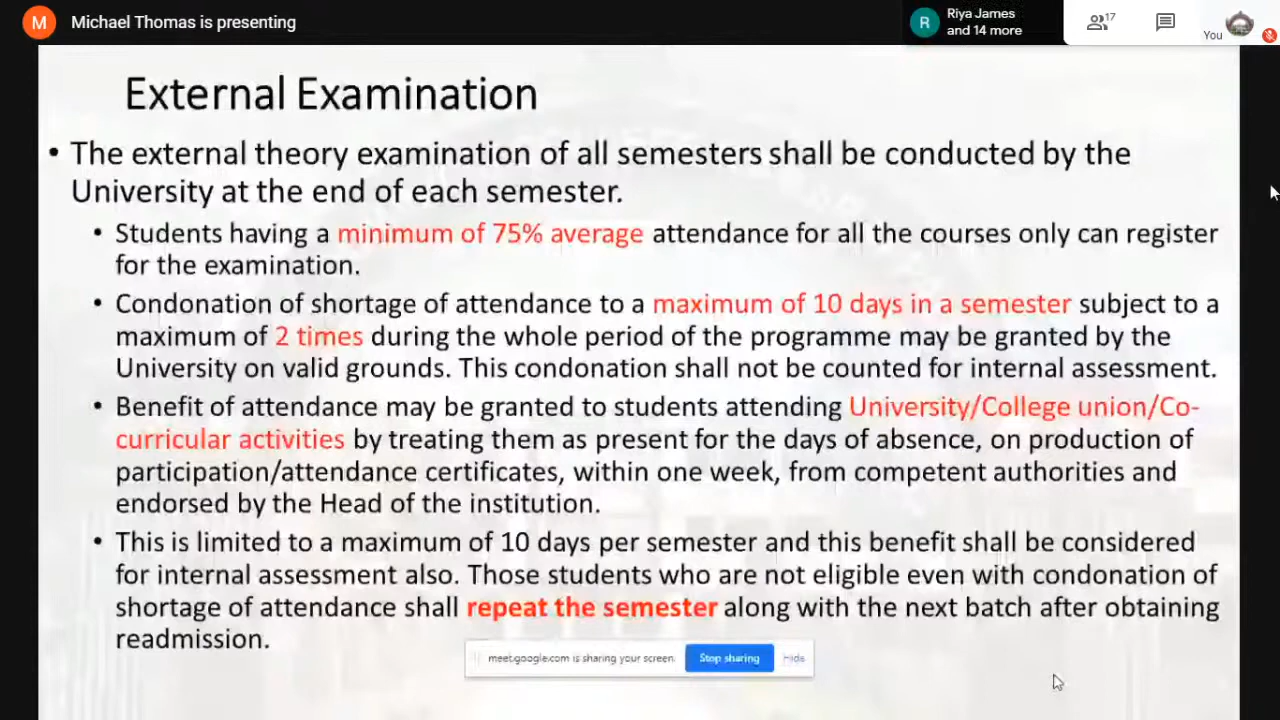 M Michael Thomas is presenting
R Riya James
and 14 more
17
You
External Examination
• The external theory examination of all semesters shall be conducted by the
University at the end of each semester.
• Students having a minimum of 75% average attendance for all the courses only can register
for the examination.
• Condonation of shortage of attendance to a maximum of 10 days in a semester subject to a
maximum of 2 times during the whole period of the programme may be granted by the
University on valid grounds. This condonation shall not be counted for internal assessment.
• Benefit of attendance may be granted to students attending University/College union/Co-
curricular activities by treating them as present for the days of absence, on production of
participation/attendance certificates, within one week, from competent authorities and
endorsed by the Head of the institution.
• This is limited to a maximum of 10 days per semester and this benefit shall be considered
for internal assessment also. Those students who are not eligible even with condonation of
shortage of attendance shall repeat the semester along with the next batch after obtaining
readmission.
meet.google.com is sharing your screen. Stop sharing Hide